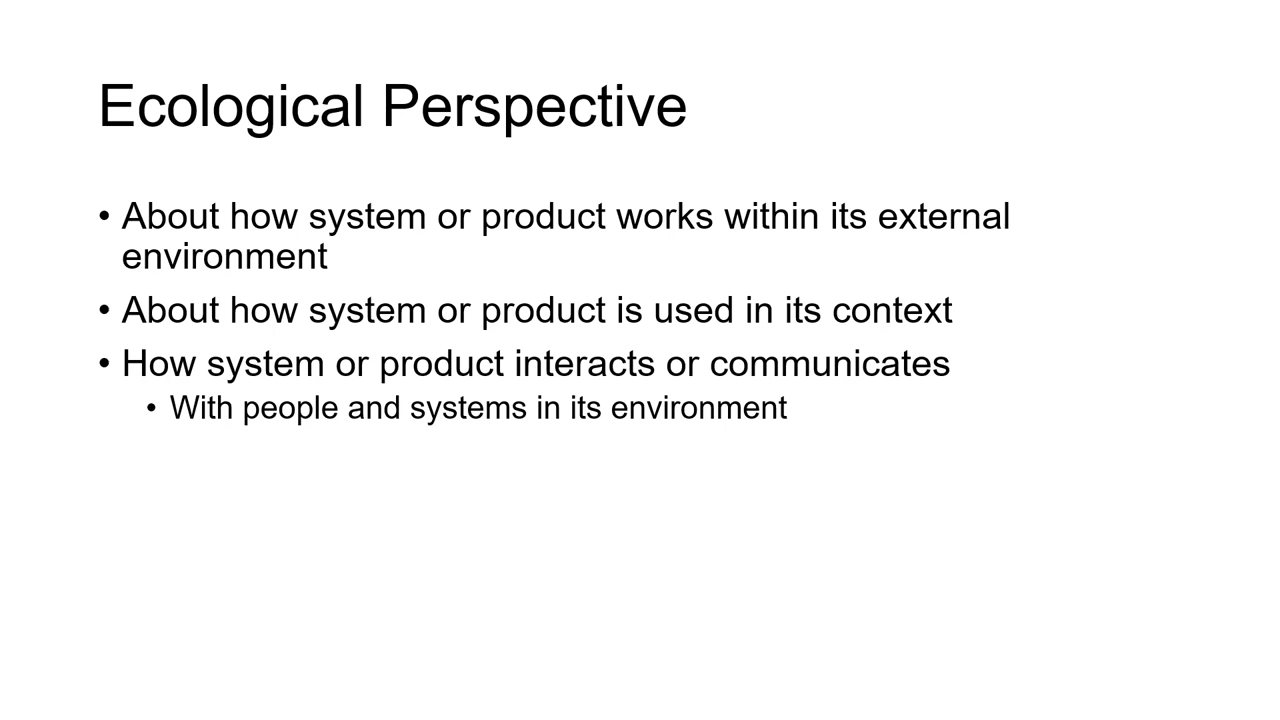 Ecological Perspective
• About how system or product works within its external
environment
• About how system or product is used in its context
• How system or product interacts or communicates
• With people and systems in its environment